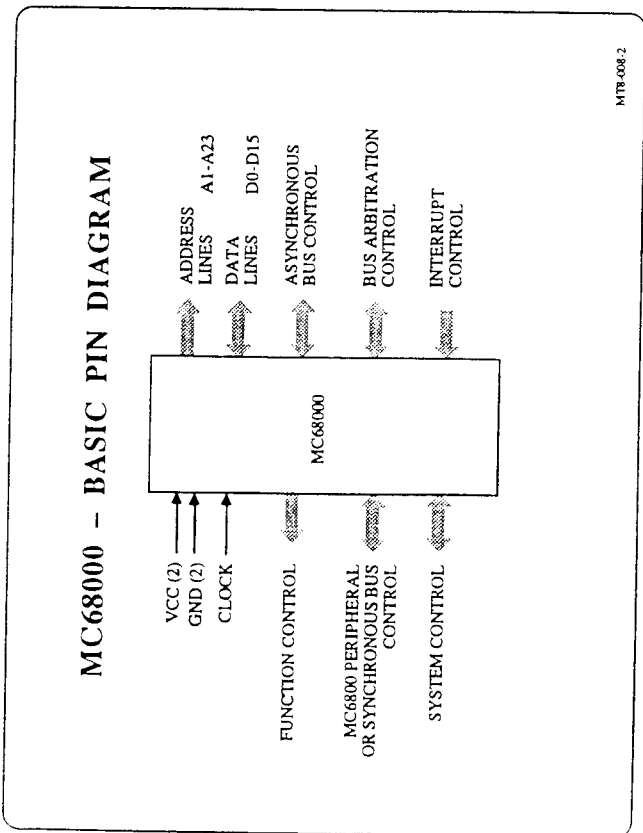 MC68000 – BASIC PIN DIAGRAM
VCC (2)
GND (2)
CLOCK
FUNCTION CONTROL
MC6800 PERIPHERAL
OR SYNCHRONOUS BUS
CONTROL
SYSTEM CONTROL
MC68000
ADDRESS
LINES A1-A23
DATA
LINES D0-D15
ASYNCHRONOUS
BUS CONTROL
BUS ARBITRATION
CONTROL
INTERRUPT
CONTROL
MT8-008-2